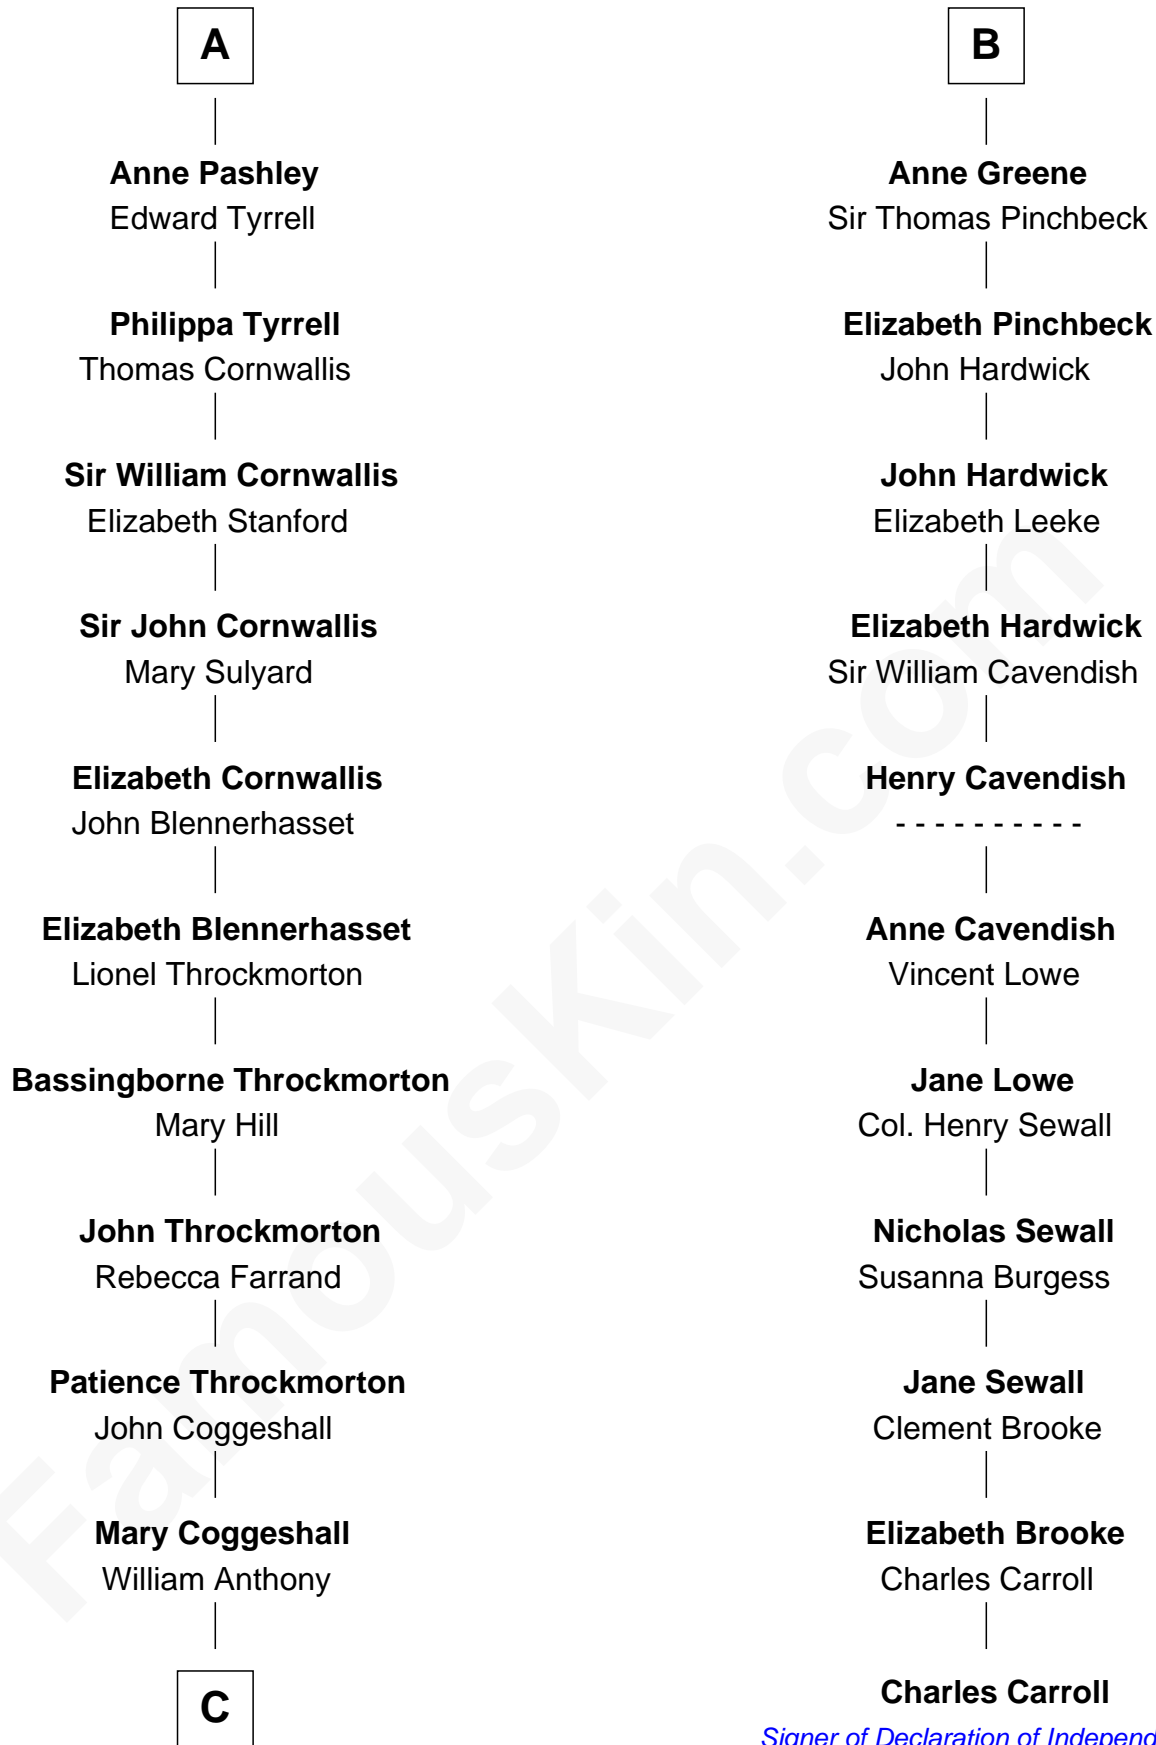 A
Anne Pashley
Edward Tyrrell
Philippa Tyrrell
Thomas Cornwallis
Sir William Cornwallis
Elizabeth Stanford
Sir John Cornwallis
Mary Sulyard
Elizabeth Cornwallis
John Blennerhasset
Elizabeth Blennerhasset
Lionel Throckmorton
Bassingborne Throckmorton
Mary Hill
John Throckmorton
Rebecca Farrand
Patience Throckmorton
John Coggeshall
Mary Coggeshall
William Anthony
C
B
Anne Greene
Sir Thomas Pinchbeck
Elizabeth Pinchbeck
John Hardwick
John Hardwick
Elizabeth Leeke
Elizabeth Hardwick
Sir William Cavendish
Henry Cavendish
- - - - - - - - - -
Anne Cavendish
Vincent Lowe
Jane Lowe
Col. Henry Sewall
Nicholas Sewall
Susanna Burgess
Jane Sewall
Clement Brooke
Elizabeth Brooke
Charles Carroll
Charles Carroll
Signer of Declaration of Independ
FamousKin.com